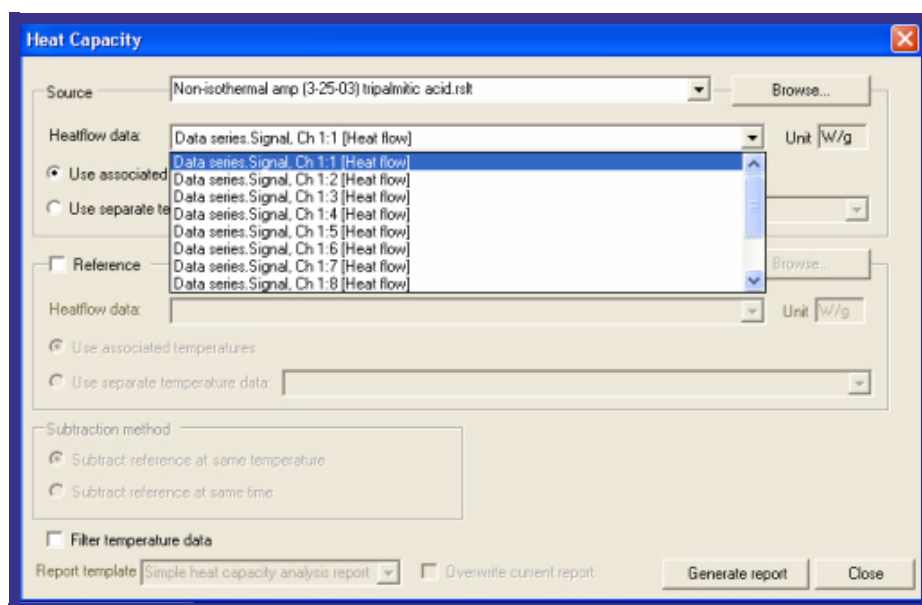 Heat Capacity
Source
Non-isothermal amp (3-25-03) tripalmitic acid.rslt
Browse...
Heatflow data:
Data series.Signal, Ch 1:1 [Heat flow]
Unit W/g
Data series.Signal, Ch 1:1 [Heat flow]
Use associated
Data series.Signal, Ch 1:2 [Heat flow]
Data series.Signal, Ch 1:3 [Heat flow]
Use separate te
Data series.Signal, Ch 1:4 [Heat flow]
Data series.Signal, Ch 1:5 [Heat flow]
Data series.Signal, Ch 1:6 [Heat flow]
Reference
Data series.Signal, Ch 1:7 [Heat flow]
Browse...
Data series.Signal, Ch 1:8 [Heat flow]
Heatflow data:
Unit W/g
Use associated temperatures
Use separate temperature data:
Subtraction method
Subtract reference at same temperature
Subtract reference at same time
Filter temperature data
Report template Simple heat capacity analysis report
Overwrite current report
Generate report
Close